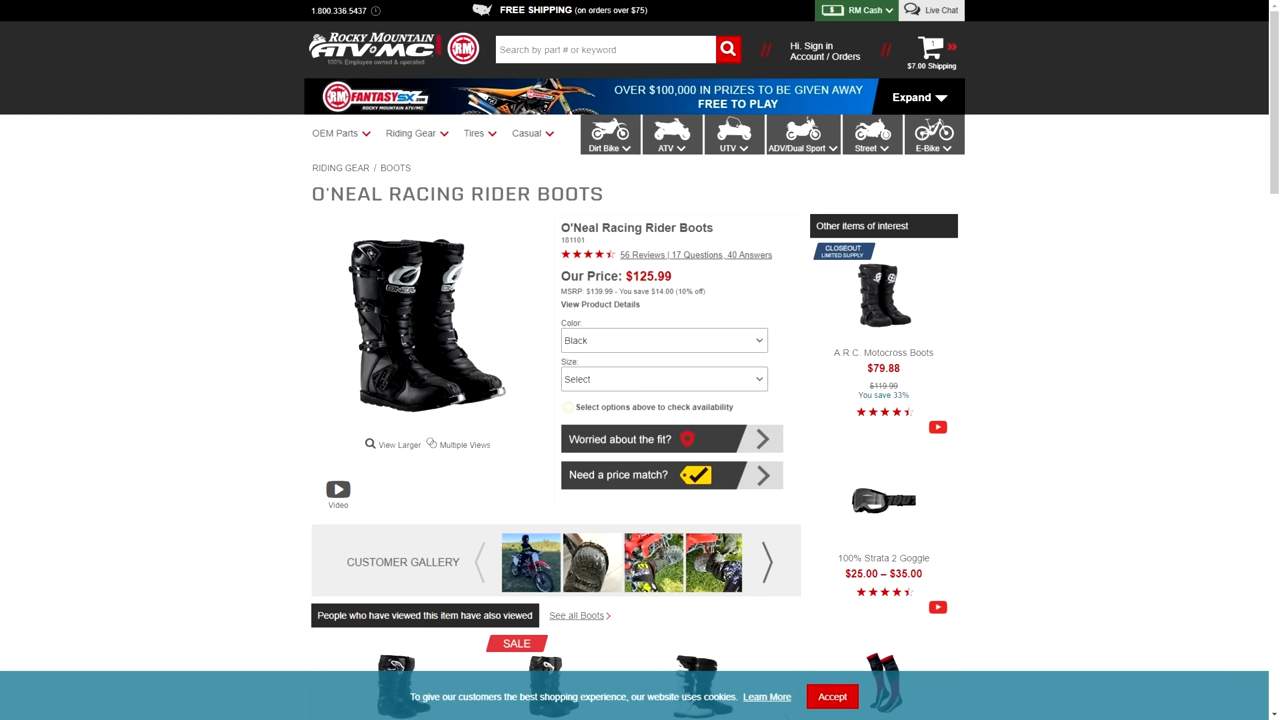 1.800.336.5437
FREE SHIPPING (on orders over $75)
RM Cash
Live Chat
ROCKY MOUNTAIN
ATV MC
100% Employee owned & operated
RM
Search by part # or keyword
Hi. Sign in
Account / Orders
1
$7.00 Shipping
RM FANTASYSX.COM
ROCKY MOUNTAIN ATV/MC
OVER $100,000 IN PRIZES TO BE GIVEN AWAY
FREE TO PLAY
Expand
OEM Parts
Riding Gear
Tires
Casual
Dirt Bike
ATV
UTV
ADV/Dual Sport
Street
E-Bike
RIDING GEAR / BOOTS
O'NEAL RACING RIDER BOOTS
O'Neal Racing Rider Boots
181101
56 Reviews | 17 Questions, 40 Answers
Our Price: $125.99
MSRP: $139.99 - You save $14.00 (10% off)
View Product Details
Color:
Black
Size:
Select
Select options above to check availability
Worried about the fit?
Need a price match?
View Larger
Multiple Views
Video
Other items of interest
CLOSEOUT
LIMITED SUPPLY
A.R.C. Motocross Boots
$79.88
$119.99
You save 33%
100% Strata 2 Goggle
$25.00 – $35.00
CUSTOMER GALLERY
People who have viewed this item have also viewed
See all Boots
SALE
To give our customers the best shopping experience, our website uses cookies. Learn More
Accept